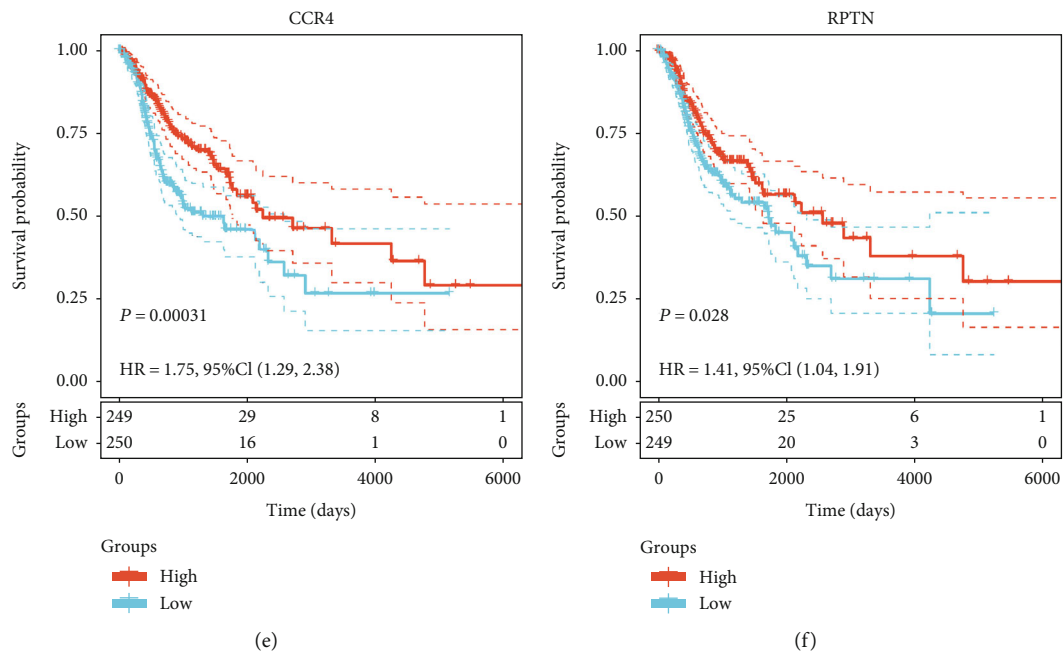 CCR4
Survival probability
1.00
0.75
0.50
0.25
0.00
P = 0.00031
HR = 1.75, 95%Cl (1.29, 2.38)
Groups
High 249 29 8 1
Low 250 16 1 0
0 2000 4000 6000
Time (days)
Groups
High
Low
(e)
RPTN
Survival probability
1.00
0.75
0.50
0.25
0.00
P = 0.028
HR = 1.41, 95%Cl (1.04, 1.91)
Groups
High 250 25 6 1
Low 249 20 3 0
0 2000 4000 6000
Time (days)
Groups
High
Low
(f)